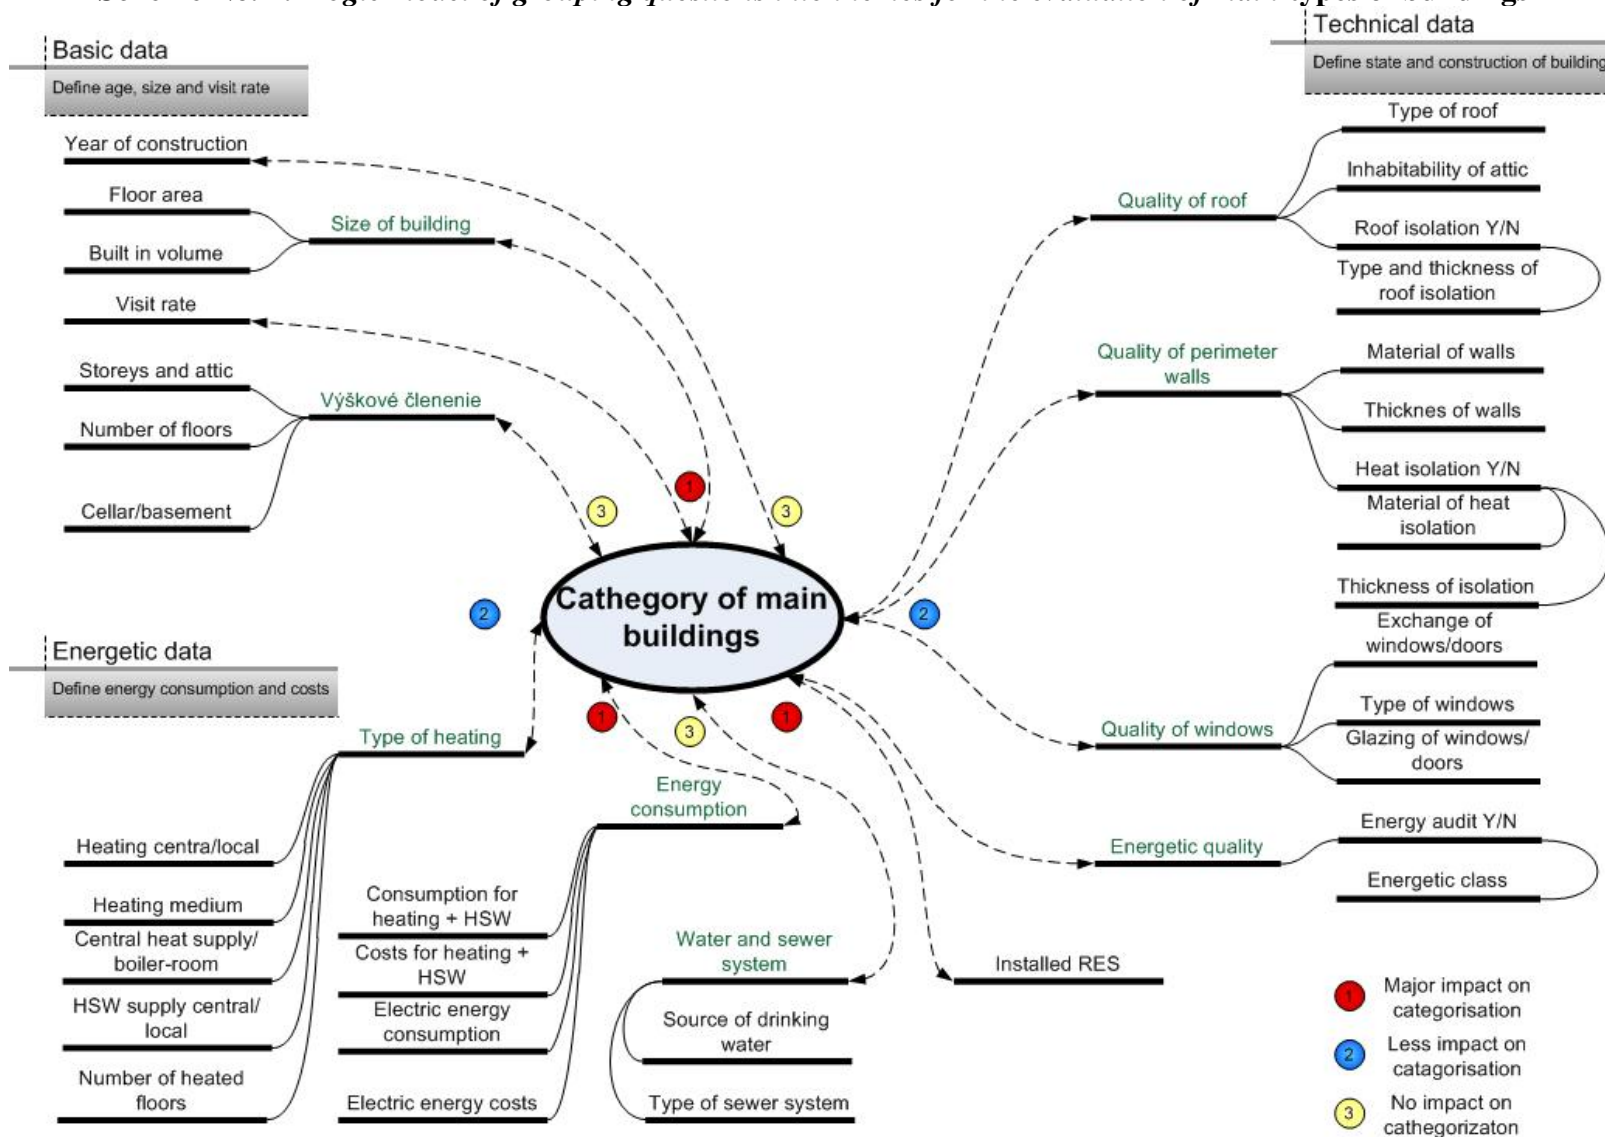 Basic data
Define age, size and visit rate
Year of construction
Floor area
Size of building
Built in volume
Visit rate
Storeys and attic
Výškové členenie
Number of floors
Cellar/basement
Technical data
Define state and construction of building
Type of roof
Inhabitability of attic
Quality of roof
Roof isolation Y/N
Type and thickness of
roof isolation
Quality of perimeter
walls
Material of walls
Thicknes of walls
Heat isolation Y/N
Material of heat
isolation
Thickness of isolation
Exchange of
windows/doors
Quality of windows
Type of windows
Glazing of windows/
doors
Energetic quality
Energy audit Y/N
Energetic class
3
1
3
2
Cathegory of main
buildings
2
1
3
1
Energetic data
Define energy consumption and costs
Type of heating
Heating centra/local
Heating medium
Central heat supply/
boiler-room
HSW supply central/
local
Number of heated
floors
Energy
consumption
Consumption for
heating + HSW
Costs for heating +
HSW
Electric energy
consumption
Electric energy costs
Water and sewer
system
Source of drinking
water
Type of sewer system
Installed RES
1 Major impact on
categorisation
2 Less impact on
catagorisation
3 No impact on
cathegorizaton